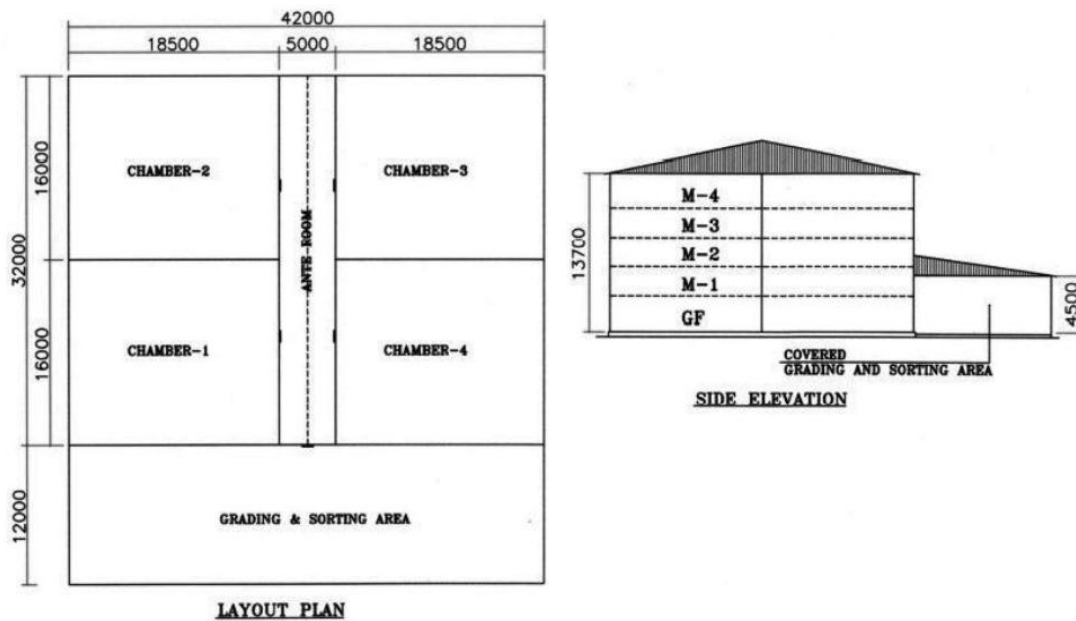 42000
18500 5000 18500
16000
32000
16000
12000
CHAMBER-2
CHAMBER-3
ANTE-ROOM
CHAMBER-1
CHAMBER-4
GRADING & SORTING AREA
LAYOUT PLAN
13700
M-4
M-3
M-2
M-1
GF
4500
COVERED
GRADING AND SORTING AREA
SIDE ELEVATION